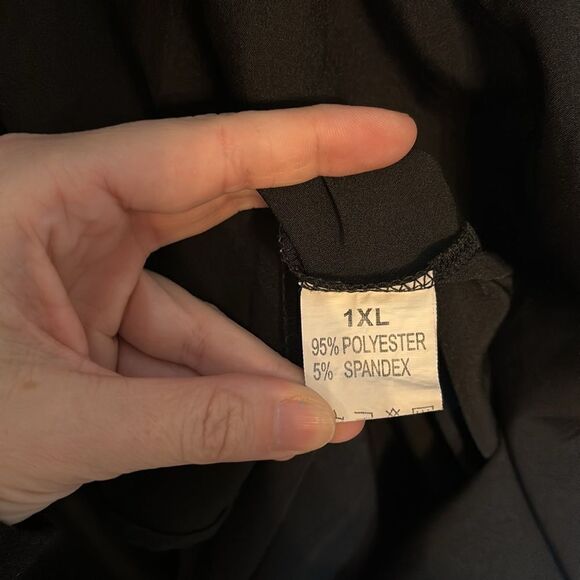 1XL
95% POLYESTER
5% SPANDEX